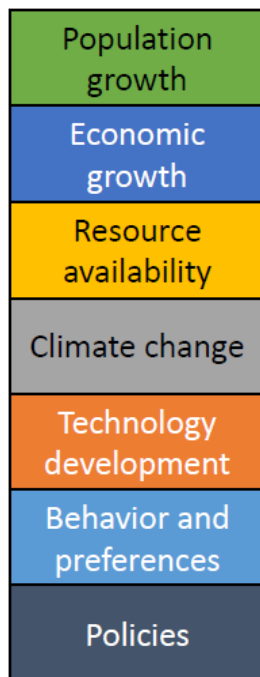 Population
growth
Economic
growth
Resource
availability
Climate change
Technology
development
Behavior and
preferences
Policies